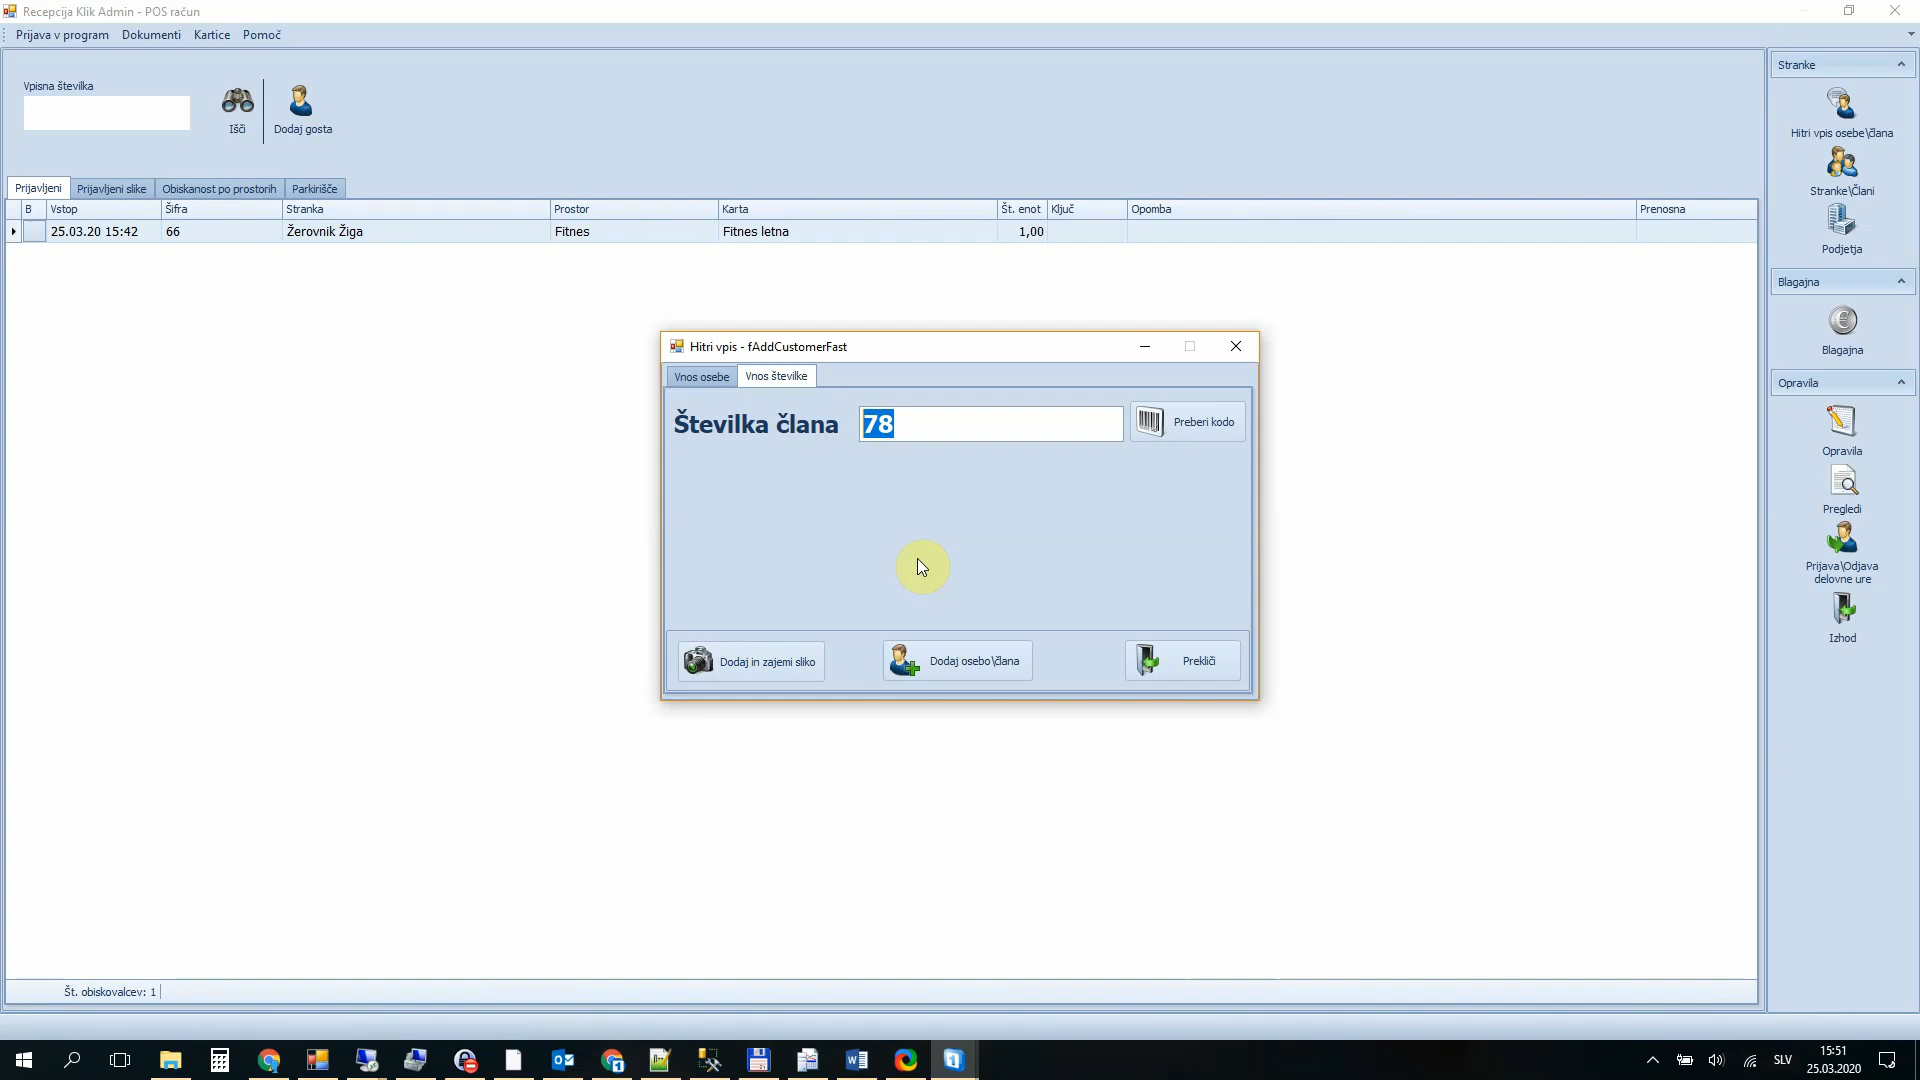 Recepcija Klik Admin - POS račun
Prijava v program Dokumenti Kartice Pomoč
Vpisna številka
Išči
Dodaj gosta
Prijavljeni Prijavljeni slike Obiskanost po prostorih Parkirišče
B Vstop Šifra Stranka Prostor Karta Št. enot Ključ Opomba Prenosna
25.03.20 15:42 66 Žerovnik Žiga Fitnes Fitnes letna 1,00
Hitri vpis - fAddCustomerFast
Vnos osebe Vnos številke
Številka člana 78 Preberi kodo
Dodaj in zajemi sliko Dodaj osebo\člana Prekliči
Stranke
Hitri vpis osebe\člana
Stranke\Člani
Podjetja
Blagajna
Blagajna
Opravila
Opravila
Pregledi
Prijava\Odjava
delovne ure
Izhod
Št. obiskovalcev: 1
SLV
15:51
25.03.2020